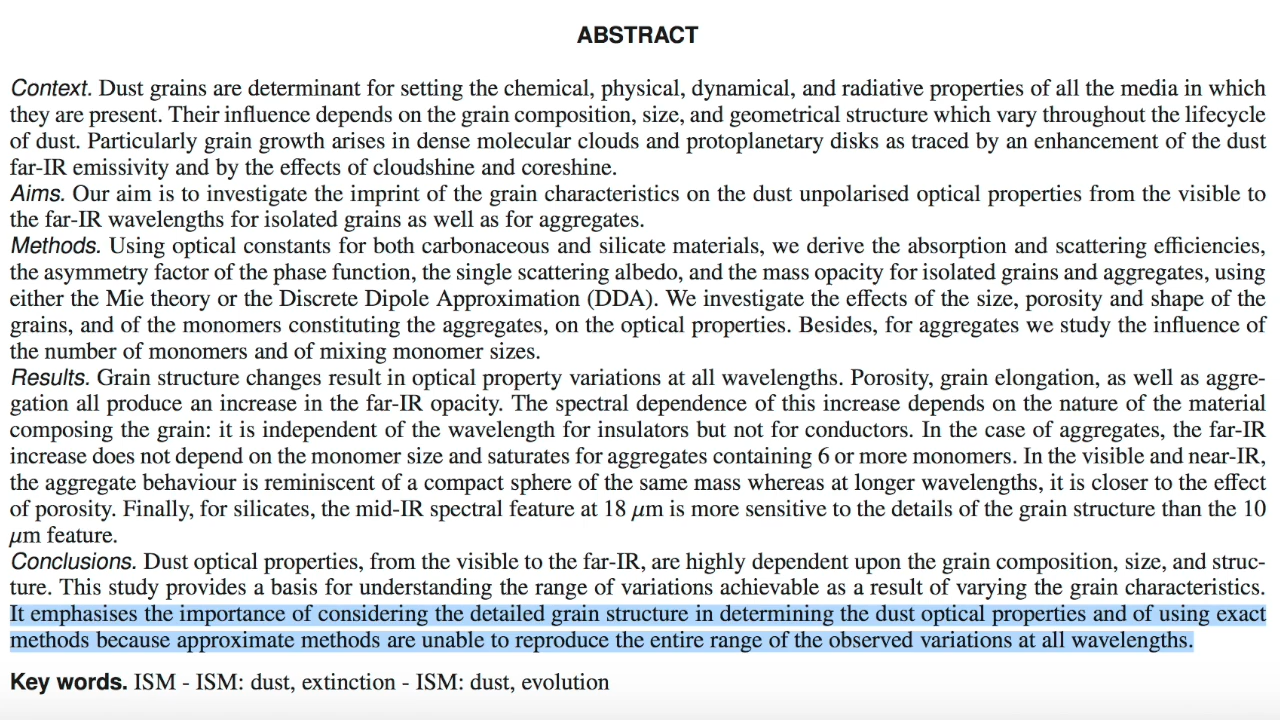 ABSTRACT
Context. Dust grains are determinant for setting the chemical, physical, dynamical, and radiative properties of all the media in which
they are present. Their influence depends on the grain composition, size, and geometrical structure which vary throughout the lifecycle
of dust. Particularly grain growth arises in dense molecular clouds and protoplanetary disks as traced by an enhancement of the dust
far-IR emissivity and by the effects of cloudshine and coreshine.
Aims. Our aim is to investigate the imprint of the grain characteristics on the dust unpolarised optical properties from the visible to
the far-IR wavelengths for isolated grains as well as for aggregates.
Methods. Using optical constants for both carbonaceous and silicate materials, we derive the absorption and scattering efficiencies,
the asymmetry factor of the phase function, the single scattering albedo, and the mass opacity for isolated grains and aggregates, using
either the Mie theory or the Discrete Dipole Approximation (DDA). We investigate the effects of the size, porosity and shape of the
grains, and of the monomers constituting the aggregates, on the optical properties. Besides, for aggregates we study the influence of
the number of monomers and of mixing monomer sizes.
Results. Grain structure changes result in optical property variations at all wavelengths. Porosity, grain elongation, as well as aggre-
gation all produce an increase in the far-IR opacity. The spectral dependence of this increase depends on the nature of the material
composing the grain: it is independent of the wavelength for insulators but not for conductors. In the case of aggregates, the far-IR
increase does not depend on the monomer size and saturates for aggregates containing 6 or more monomers. In the visible and near-IR,
the aggregate behaviour is reminiscent of a compact sphere of the same mass whereas at longer wavelengths, it is closer to the effect
of porosity. Finally, for silicates, the mid-IR spectral feature at 18 μm is more sensitive to the details of the grain structure than the 10
μm feature.
Conclusions. Dust optical properties, from the visible to the far-IR, are highly dependent upon the grain composition, size, and struc-
ture. This study provides a basis for understanding the range of variations achievable as a result of varying the grain characteristics.
It emphasises the importance of considering the detailed grain structure in determining the dust optical properties and of using exact
methods because approximate methods are unable to reproduce the entire range of the observed variations at all wavelengths.
Key words. ISM - ISM: dust, extinction - ISM: dust, evolution